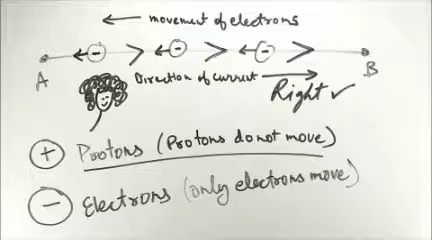 ← movement of electrons
A ← - > ← - > ← - > B
Direction of current → Right ✓
+ Protons (Protons do not move)
- Electrons (only electrons move)